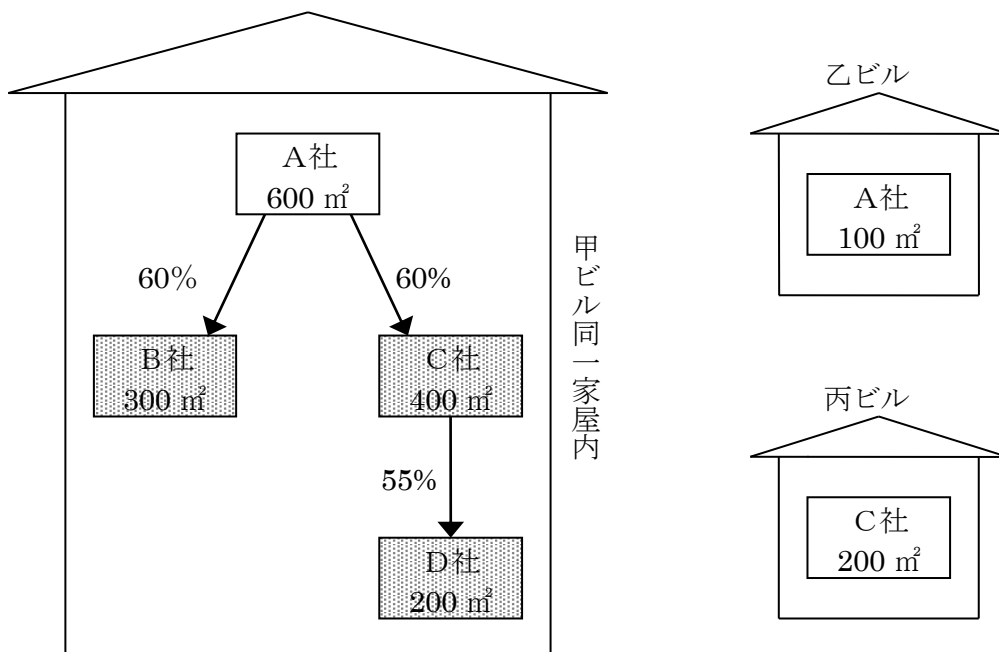 A社
600 ㎡
60%
60%
B社
300 ㎡
C社
400 ㎡
55%
D社
200 ㎡
甲ビル同一家屋内
乙ビル
A社
100 ㎡
丙ビル
C社
200 ㎡